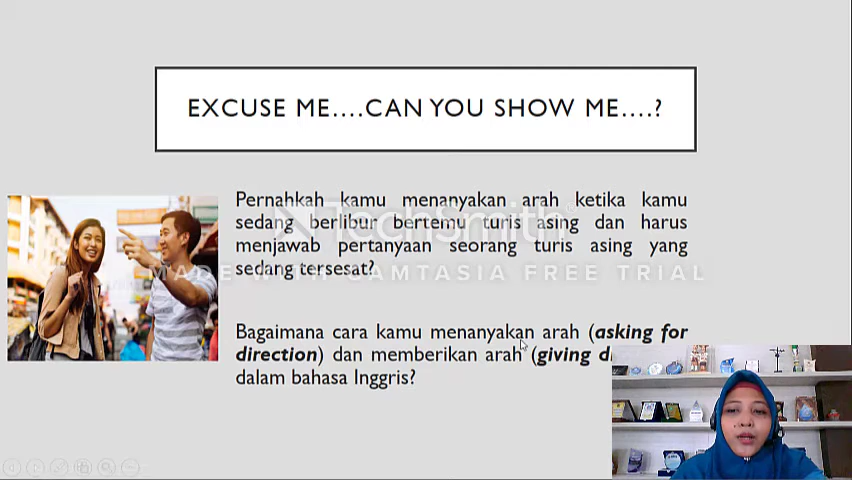 EXCUSE ME....CAN YOU SHOW ME....?
Pernahkah kamu menanyakan arah ketika kamu
sedang berlibur bertemu turis asing dan harus
menjawab pertanyaan seorang turis asing yang
sedang tersesat?
TechSmith
MADE WITH CAMTASIA FREE TRIAL
Bagaimana cara kamu menanyakan arah (asking for
direction) dan memberikan arah (giving
dalam bahasa Inggris?